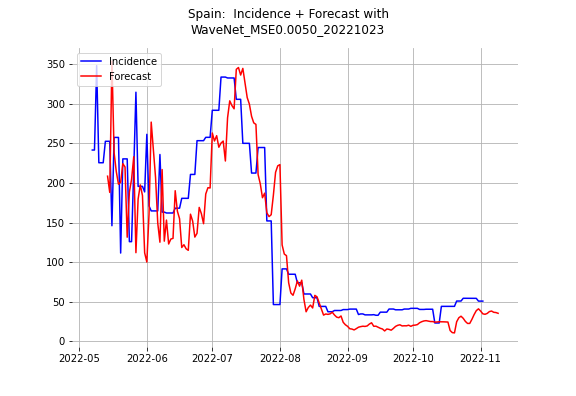 Spain:  Incidence + Forecast with
WaveNet_MSE0.0050_20221023
Incidence
Forecast
350
300
250
200
150
100
50
0
2022-05 2022-06 2022-07 2022-08 2022-09 2022-10 2022-11